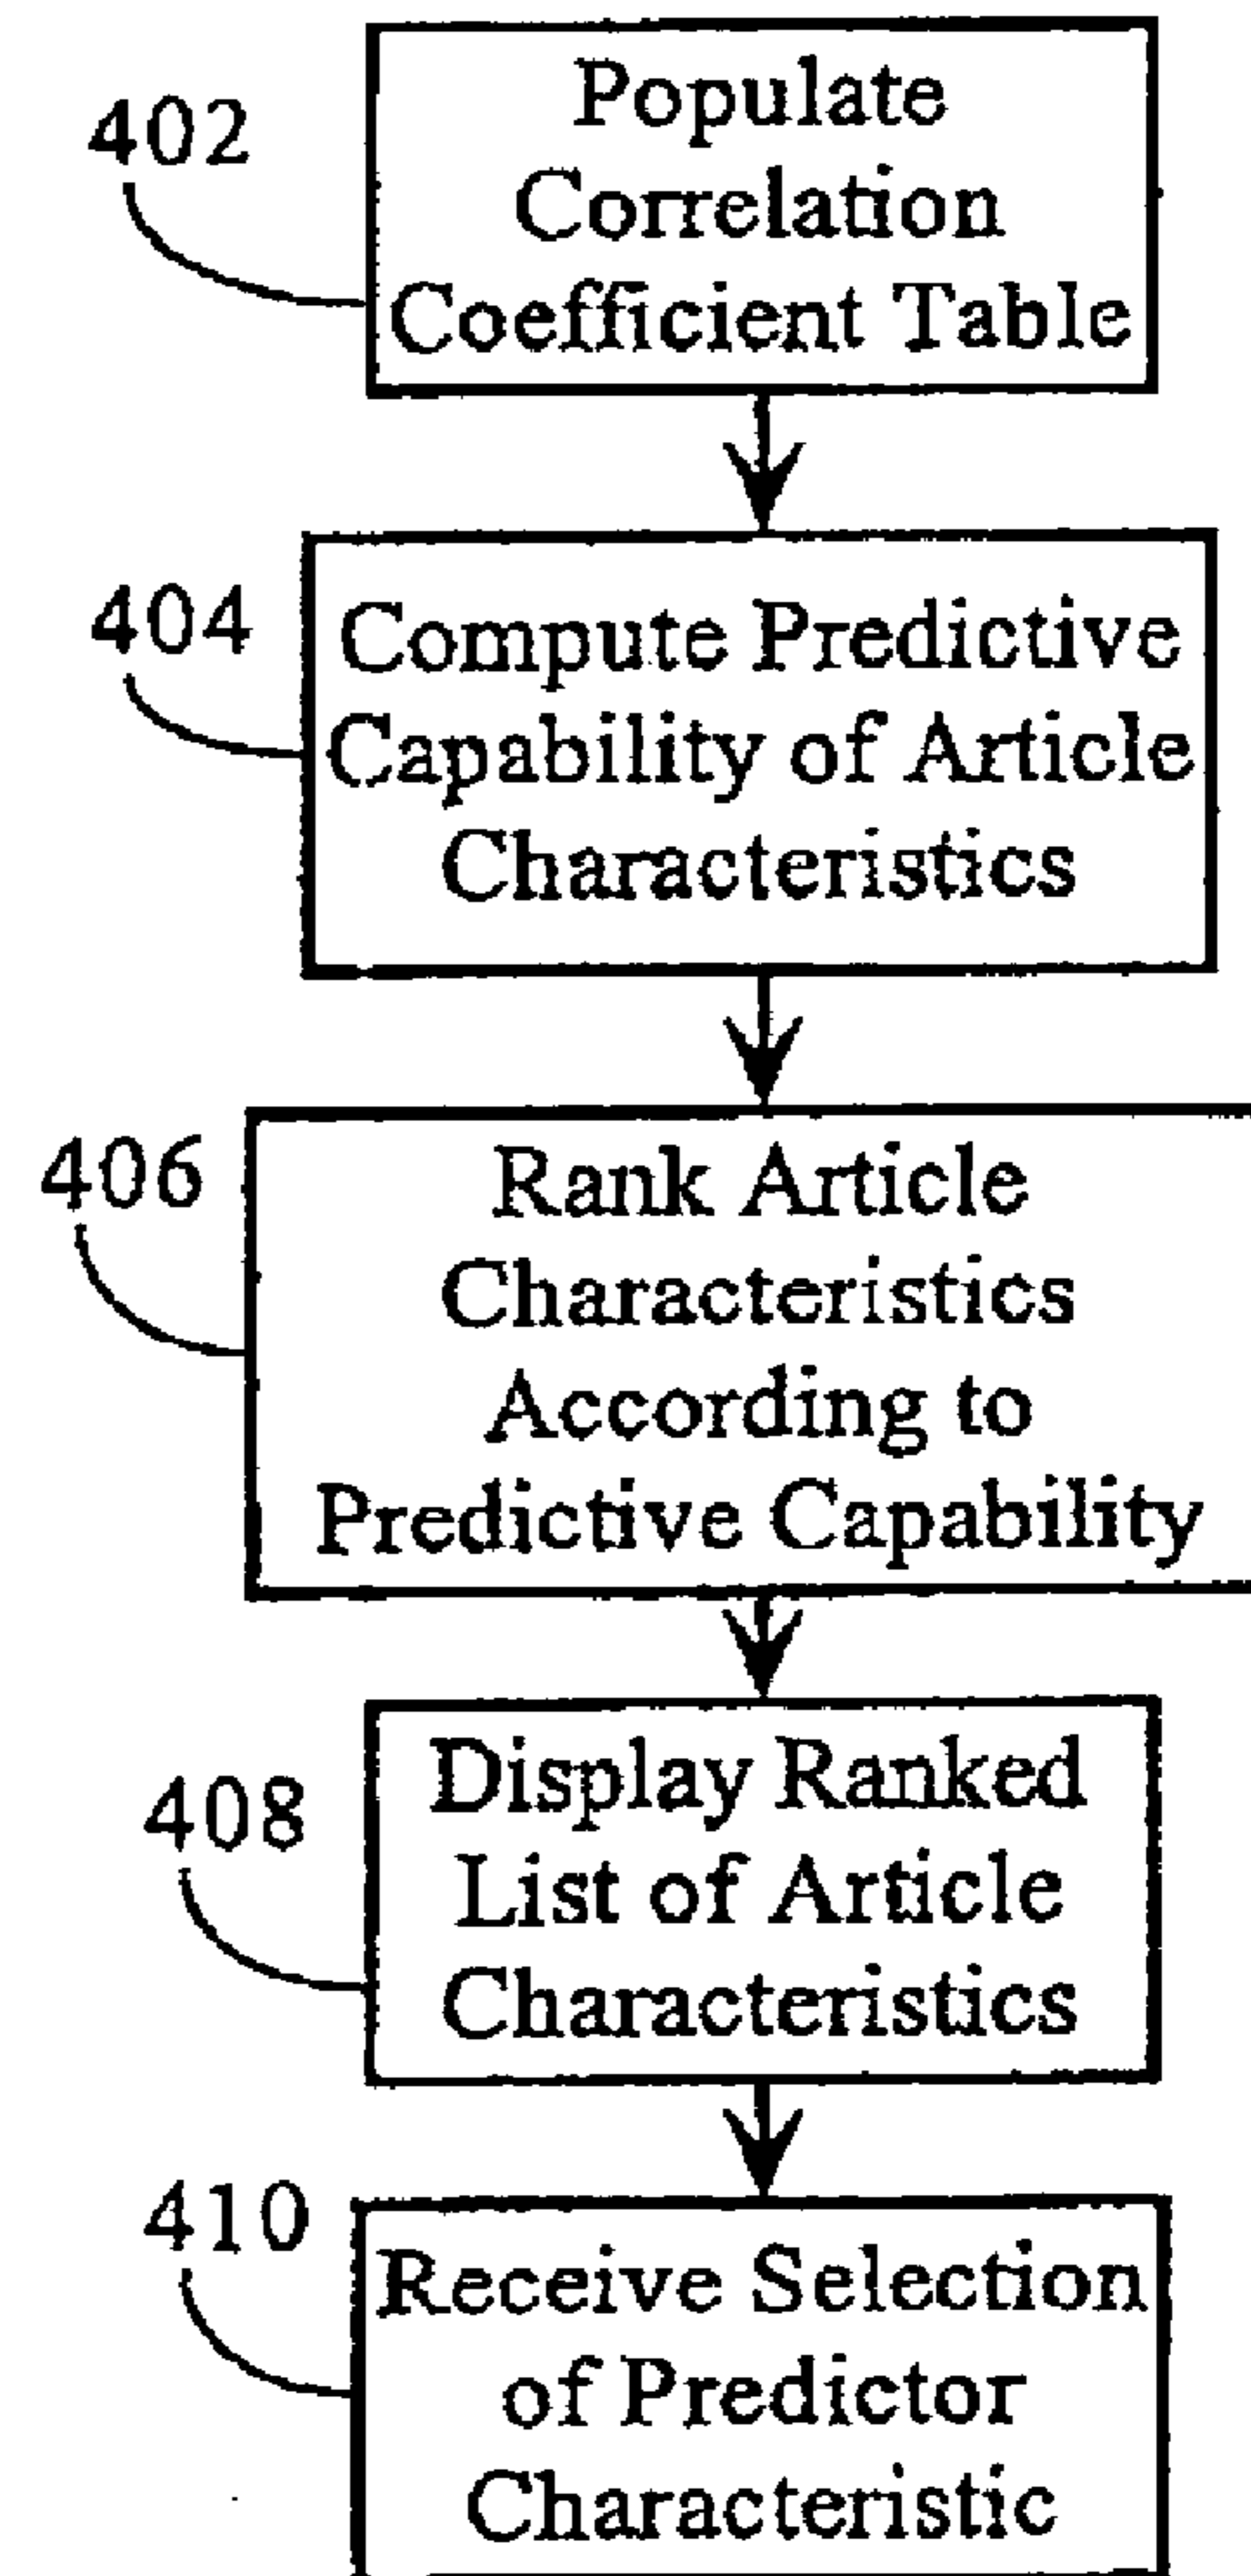 402
Populate
Correlation
Coefficient Table
404
Compute Predictive
Capability of Article
Characteristics
406
Rank Article
Characteristics
According to
Predictive Capability
408
Display Ranked
List of Article
Characteristics
410
Receive Selection
of Predictor
Characteristic